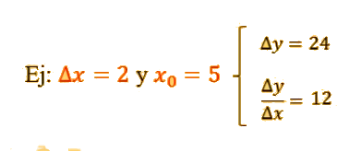 Ej: Δx = 2 y x₀ = 5
Δy = 24
Δy/Δx = 12